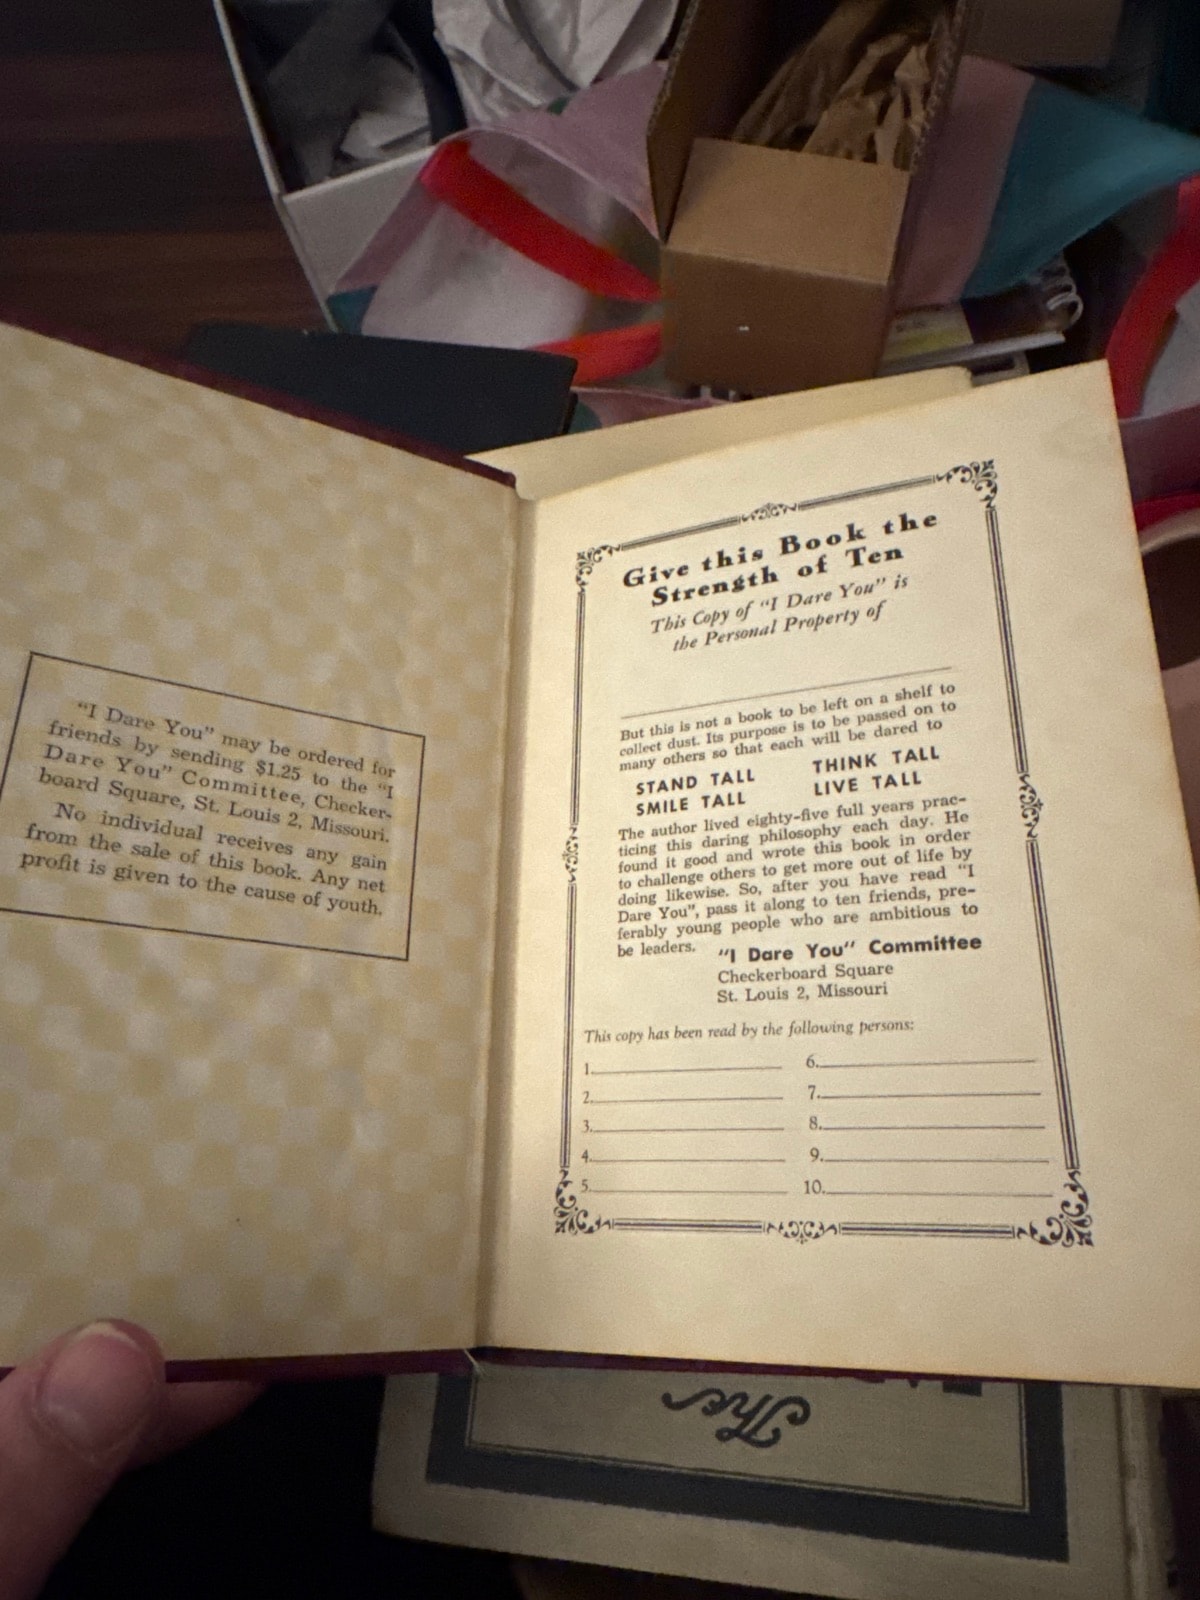 "I Dare You" may be ordered for
friends by sending $1.25 to the "I
Dare You" Committee, Checker-
board Square, St. Louis 2, Missouri.
No individual receives any gain
from the sale of this book. Any net
profit is given to the cause of youth.
Give this Book the
Strength of Ten
This Copy of "I Dare You" is
the Personal Property of
But this is not a book to be left on a shelf to
collect dust. Its purpose is to be passed on to
many others so that each will be dared to
STAND TALL THINK TALL
SMILE TALL LIVE TALL
The author lived eighty-five full years prac-
ticing this daring philosophy each day. He
found it good and wrote this book in order
to challenge others to get more out of life by
doing likewise. So, after you have read "I
Dare You", pass it along to ten friends, pre-
ferably young people who are ambitious to
be leaders.
"I Dare You" Committee
Checkerboard Square
St. Louis 2, Missouri
This copy has been read by the following persons:
1. 6.
2. 7.
3. 8.
4. 9.
5. 10.
The